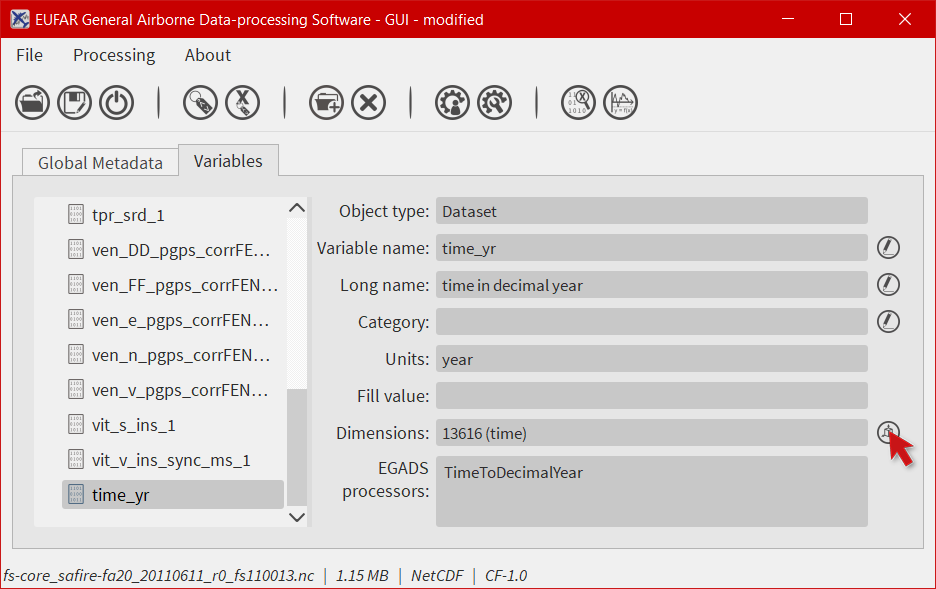 EUFAR General Airborne Data-processing Software - GUI - modified
File Processing About
Global Metadata Variables
tpr_srd_1
ven_DD_pgps_corrFE...
ven_FF_pgps_corrFEN...
ven_e_pgps_corrFEN...
ven_n_pgps_corrFEN...
ven_v_pgps_corrFEN...
vit_s_ins_1
vit_v_ins_sync_ms_1
time_yr
Object type: Dataset
Variable name: time_yr
Long name: time in decimal year
Category:
Units: year
Fill value:
Dimensions: 13616 (time)
EGADS
processors:
TimeToDecimalYear
fs-core_safire-fa20_20110611_r0_fs110013.nc | 1.15 MB | NetCDF | CF-1.0